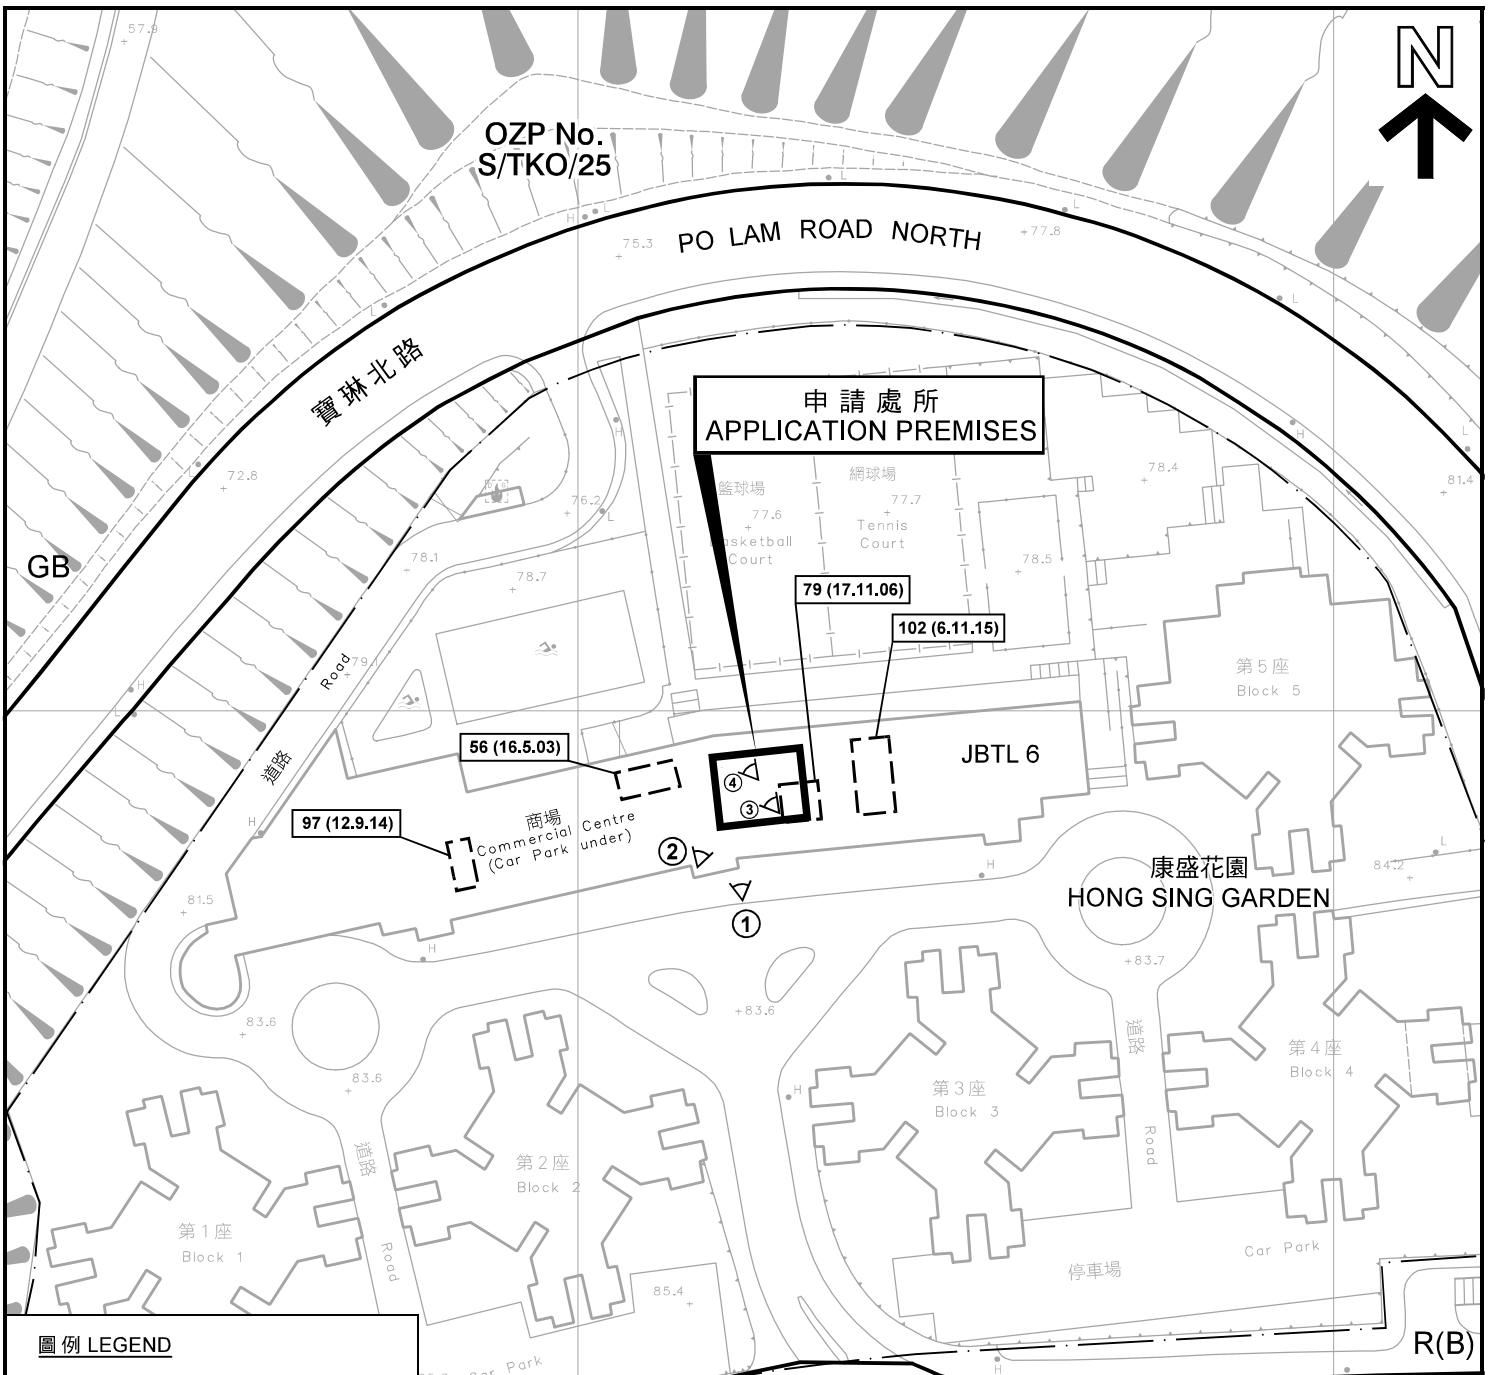 57.9
N
OZP No.
S/TKO/25
H
L
L
L
75.3
PO LAM ROAD NORTH
77.8
L
L
寶琳北路
申請處所
APPLICATION PREMISES
H
H
L
L
72.8
籃球場
77.6
Court
網球場
77.7
Tennis
Court
78.4
81.4
76.2
L
78.1
78.7
78.5
GB
79 (17.11.06)
102 (6.11.15)
79.1
Road
道路
第5座
Block 5
H
L
56 (16.5.03)
JBTL 6
④
③
97 (12.9.14)
H
商場
Commercial Centre
(Car Park under)
②
①
H
康盛花園
HONG SING GARDEN
L
84.2
81.5
H
83.7
83.6
83.6
83.6
H
道路
第4座
Block 4
第3座
Block 3
Road
道路
第2座
Block 2
第1座
Block 1
Road
85.4
停車場
Car Park
圖例 LEGEND
Car Park
H
R(B)